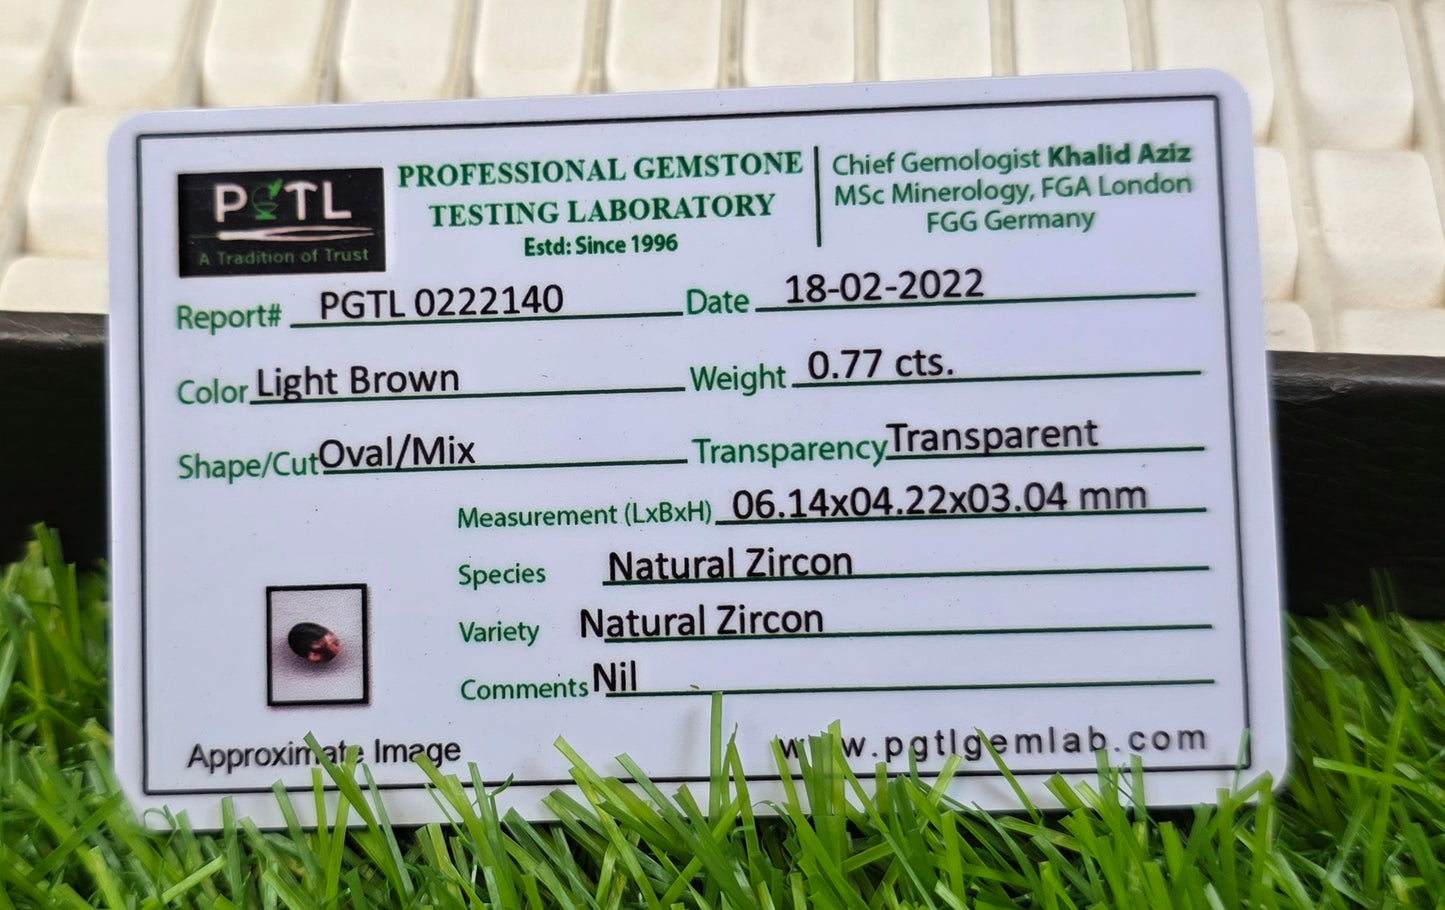 PGTL
A Tradition of Trust
PROFESSIONAL GEMSTONE
TESTING LABORATORY
Estd: Since 1996
Chief Gemologist Khalid Aziz
MSc Minerology, FGA London
FGG Germany
Report# PGTL 0222140 Date 18-02-2022
Color Light Brown Weight 0.77 cts.
Shape/Cut Oval/Mix Transparency Transparent
Measurement (LxBxH) 06.14x04.22x03.04 mm
Species Natural Zircon
Variety Natural Zircon
Comments Nil
Approximate Image
www.pgtlgemlab.com